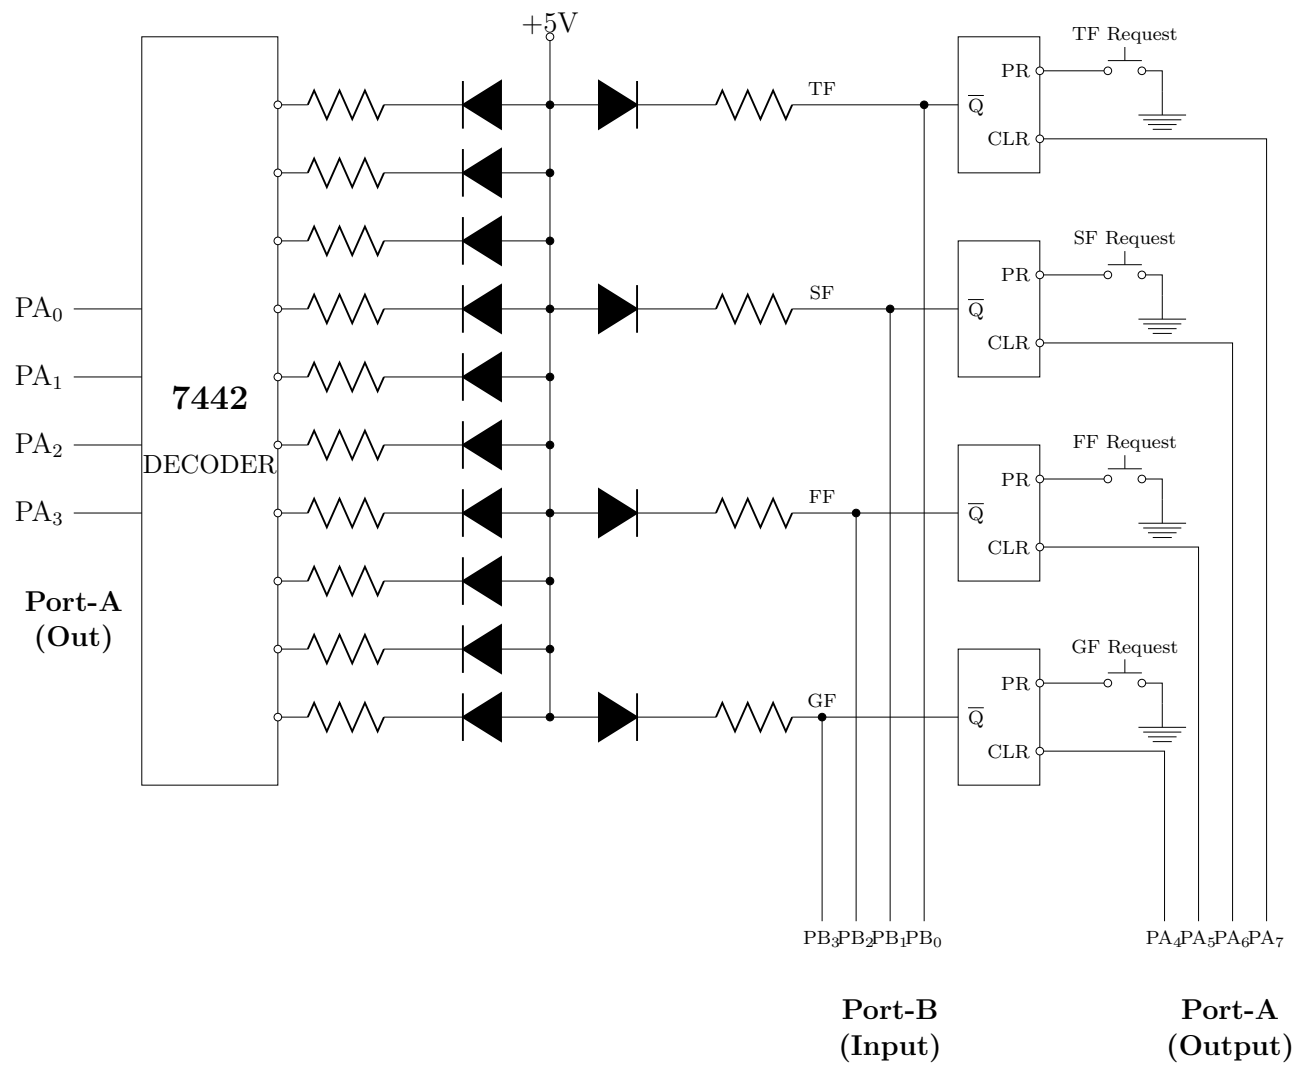 +5V
TF Request
PR
TF
Q̅
CLR
SF Request
PR
PA₀
SF
Q̅
CLR
PA₁
7442
PA₂
DECODER
FF Request
PR
PA₃
FF
Q̅
CLR
Port-A
(Out)
GF Request
PR
GF
Q̅
CLR
PB₃PB₂PB₁PB₀
PA₄PA₅PA₆PA₇
Port-B
(Input)
Port-A
(Output)